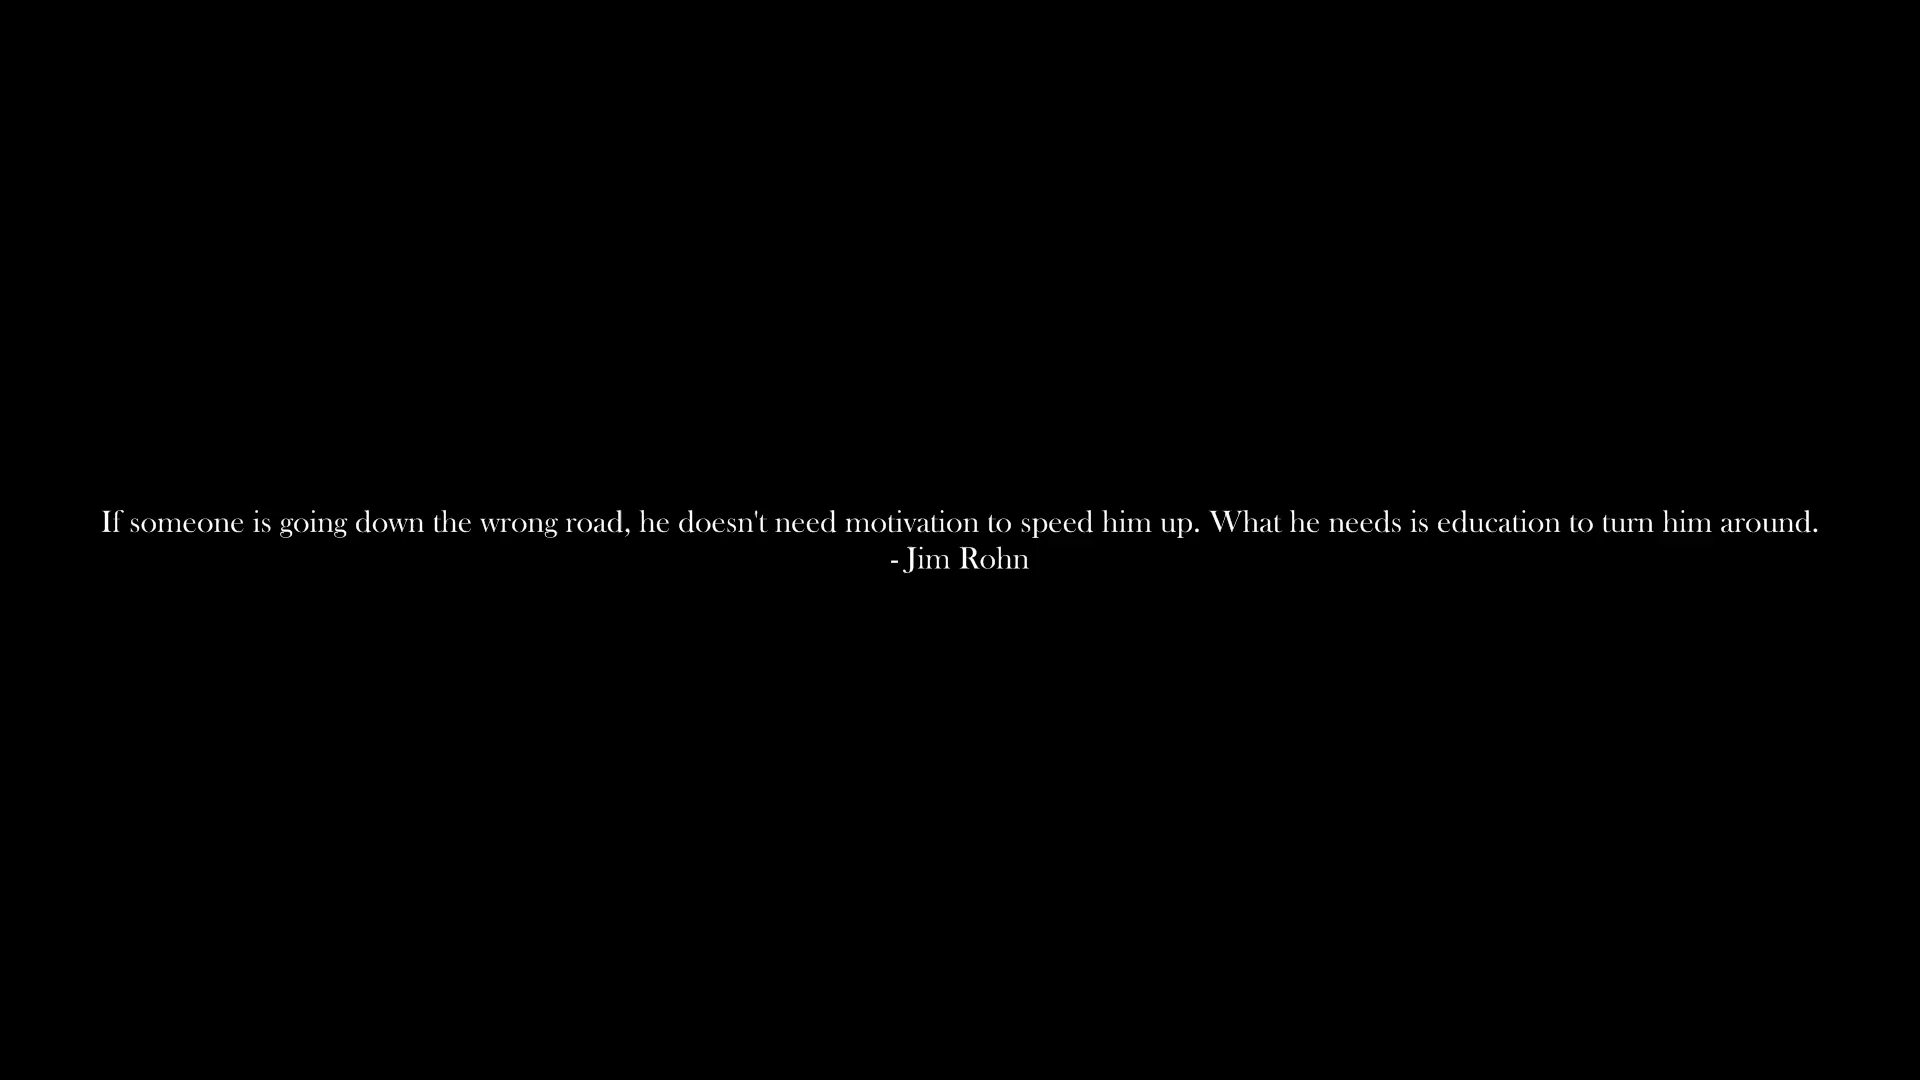 If someone is going down the wrong road, he doesn't need motivation to speed him up. What he needs is education to turn him around.
- Jim Rohn